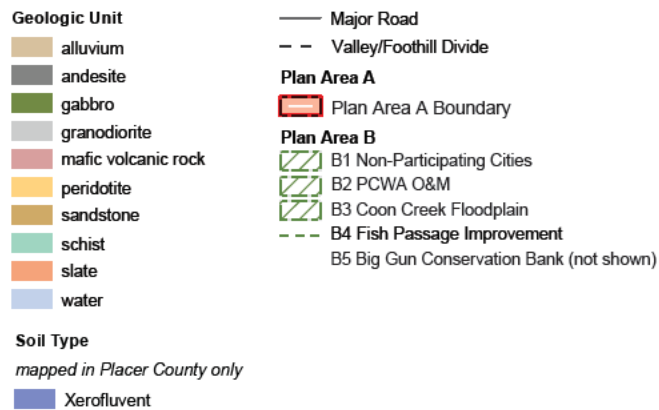 Geologic Unit
alluvium
andesite
gabbro
granodiorite
mafic volcanic rock
peridotite
sandstone
schist
slate
water
Soil Type
mapped in Placer County only
Xerofluvent
Major Road
Valley/Foothill Divide
Plan Area A
Plan Area A Boundary
Plan Area B
B1 Non-Participating Cities
B2 PCWA O&M
B3 Coon Creek Floodplain
B4 Fish Passage Improvement
B5 Big Gun Conservation Bank (not shown)